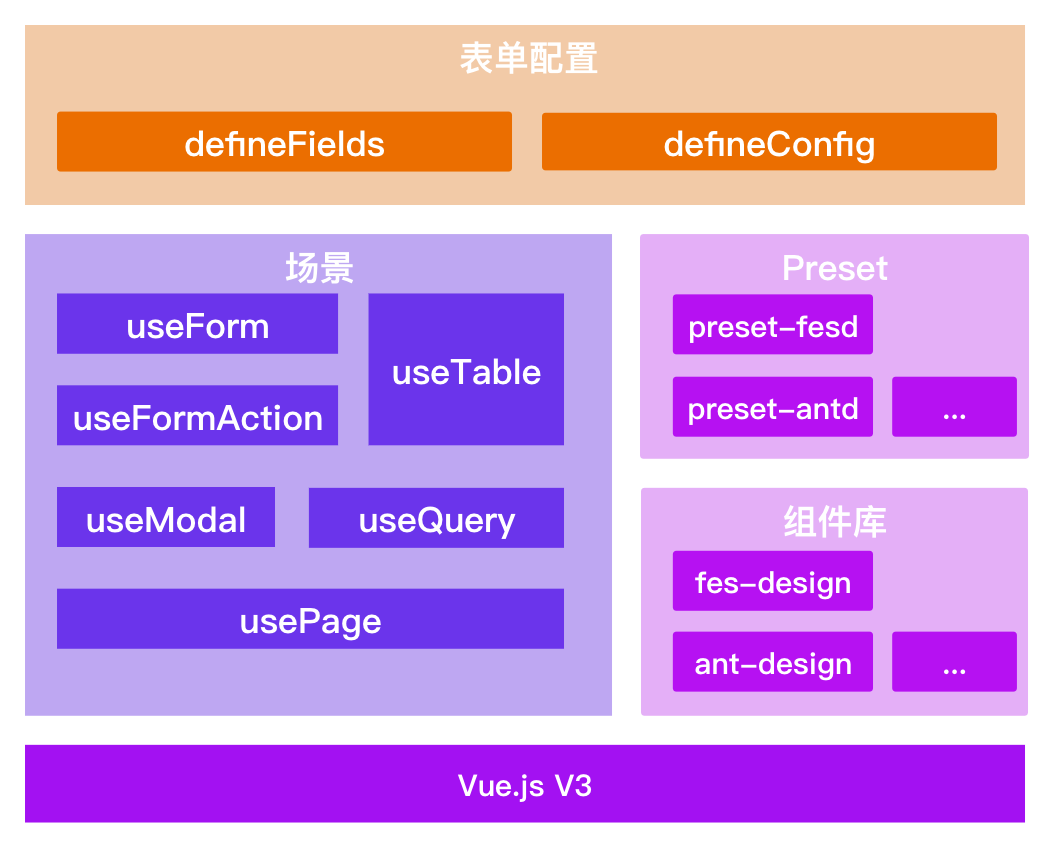 表单配置
defineFields
defineConfig
场景
useForm
useTable
useFormAction
useModal
useQuery
usePage
Preset
preset-fesd
preset-antd
...
组件库
fes-design
ant-design
...
Vue.js V3